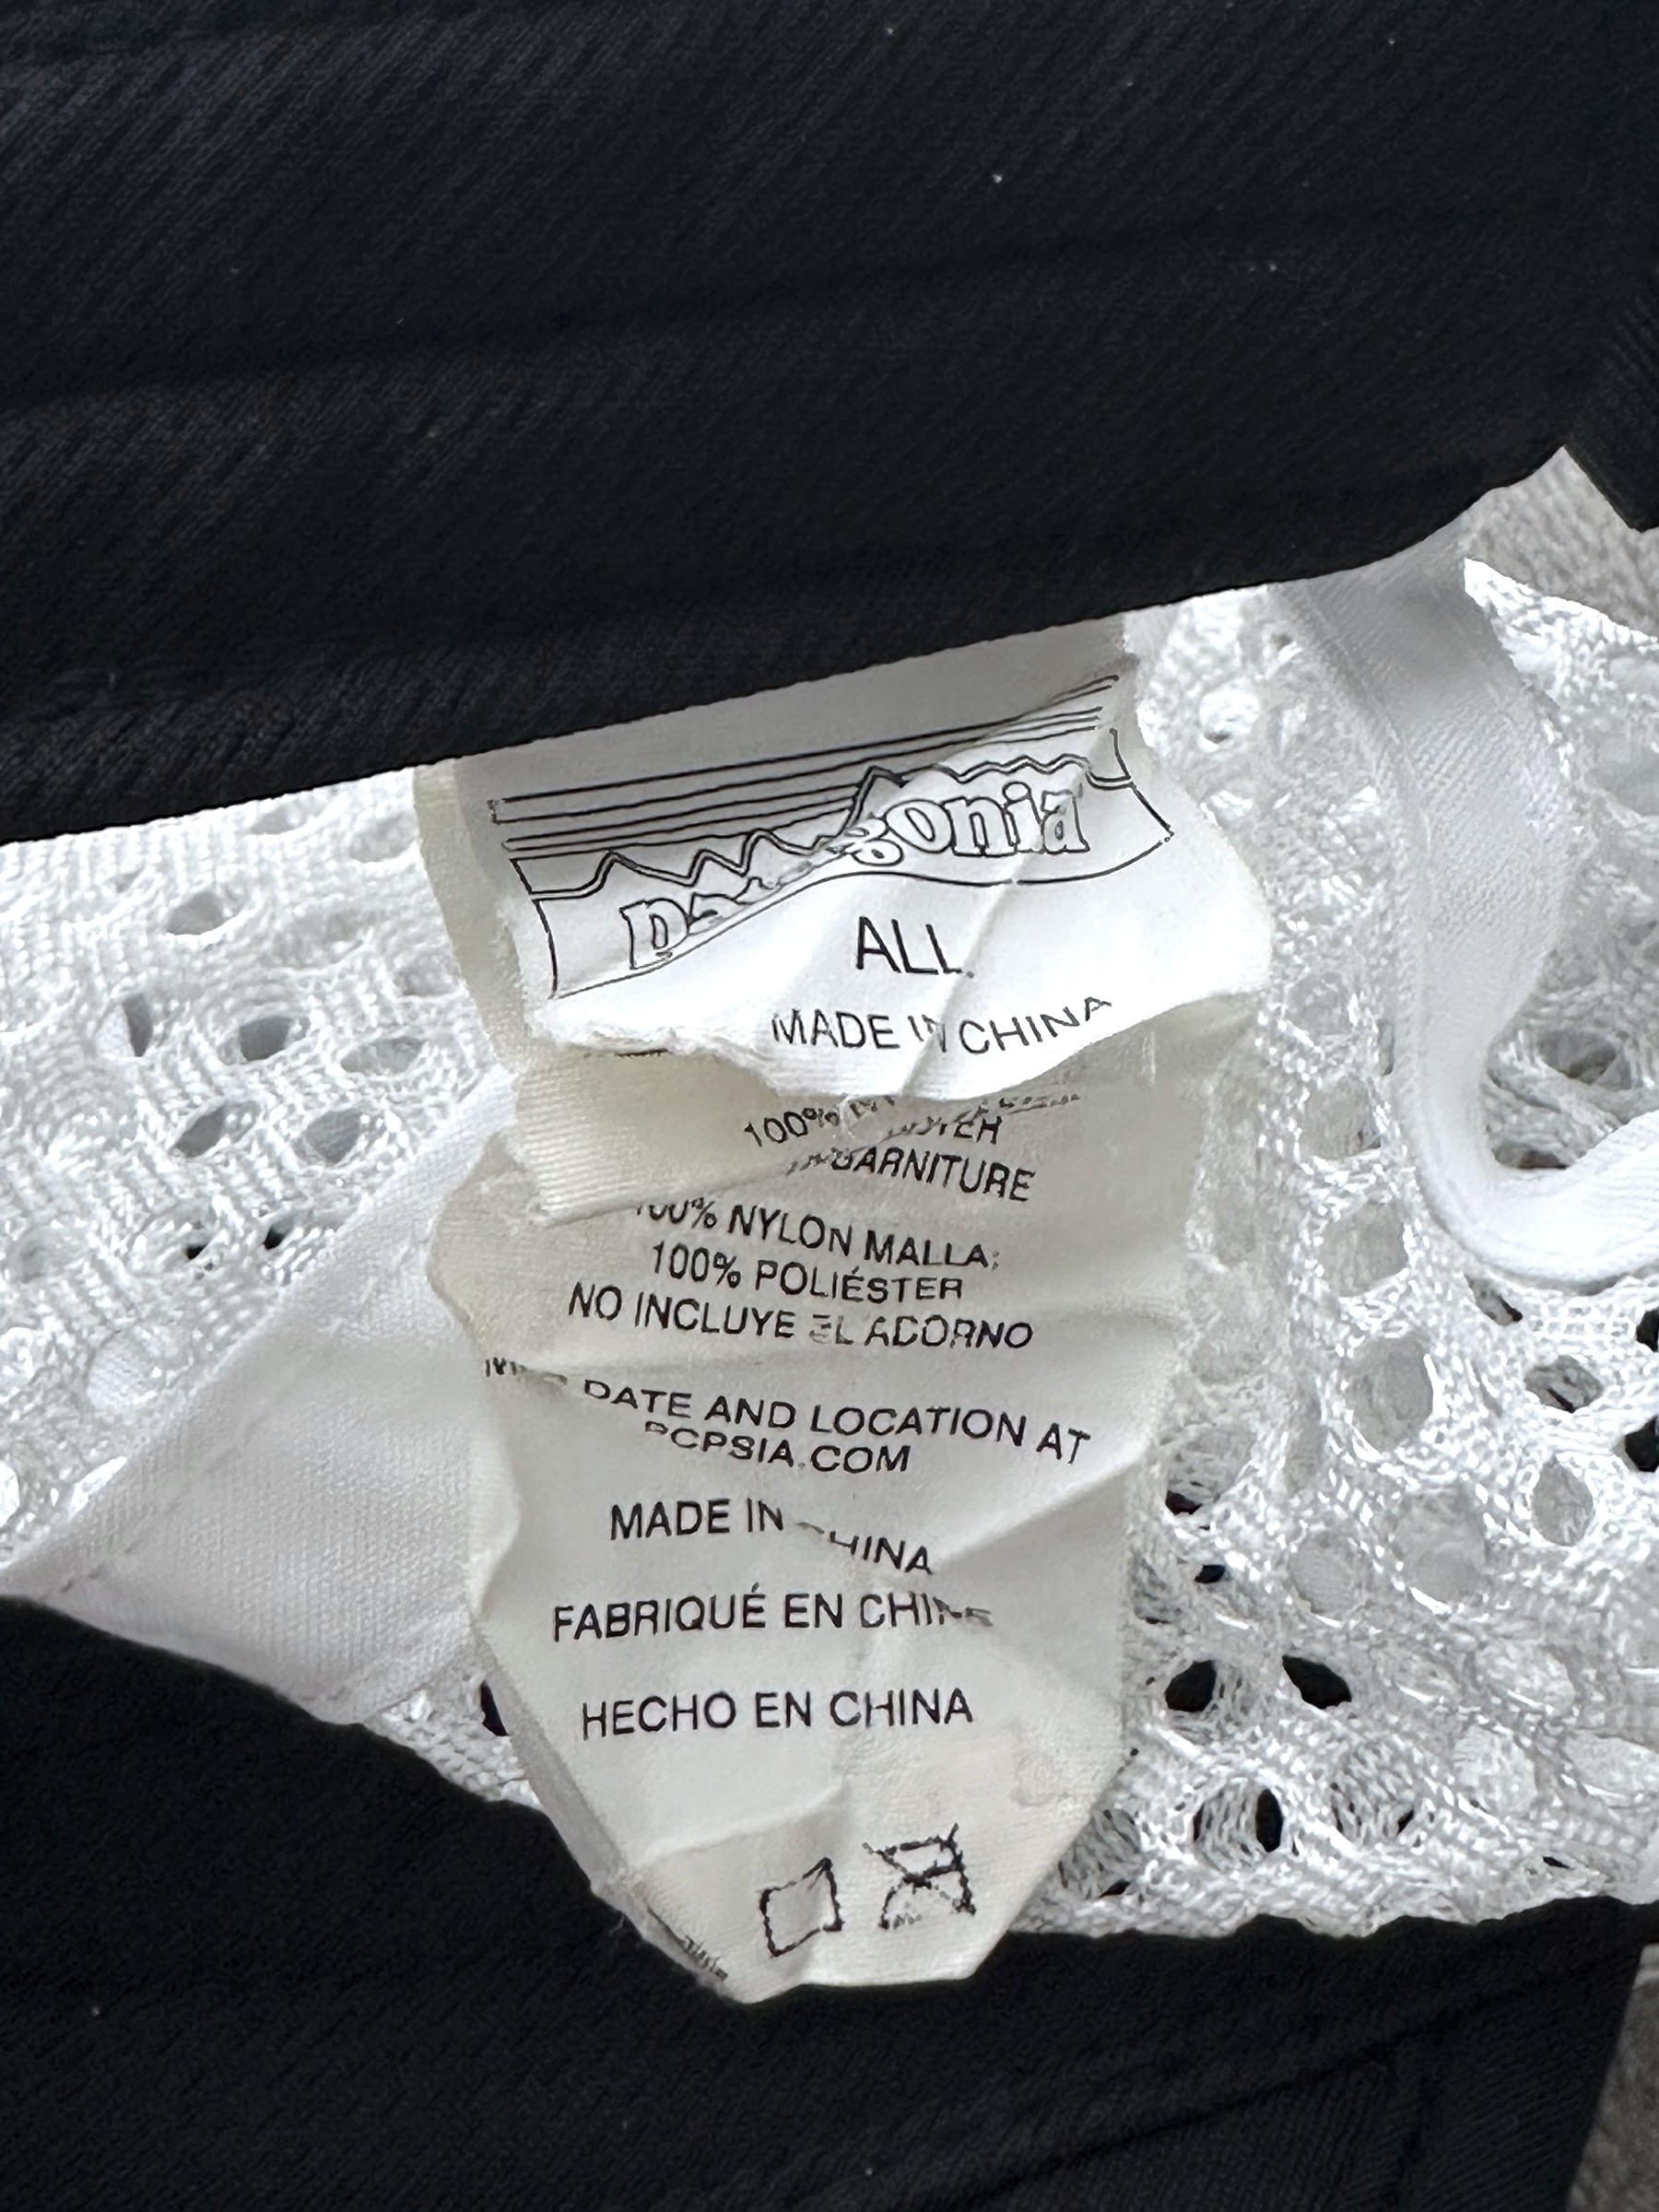 patagonia
ALL.
MADE IN CHINA
100%
GARNITURE
100% NYLON MALLA:
100% POLIÉSTER
NO INCLUYE EL ADORNO
DATE AND LOCATION AT
PCPSIA.COM
MADE IN CHINA
FABRIQUÉ EN CHINE
HECHO EN CHINA